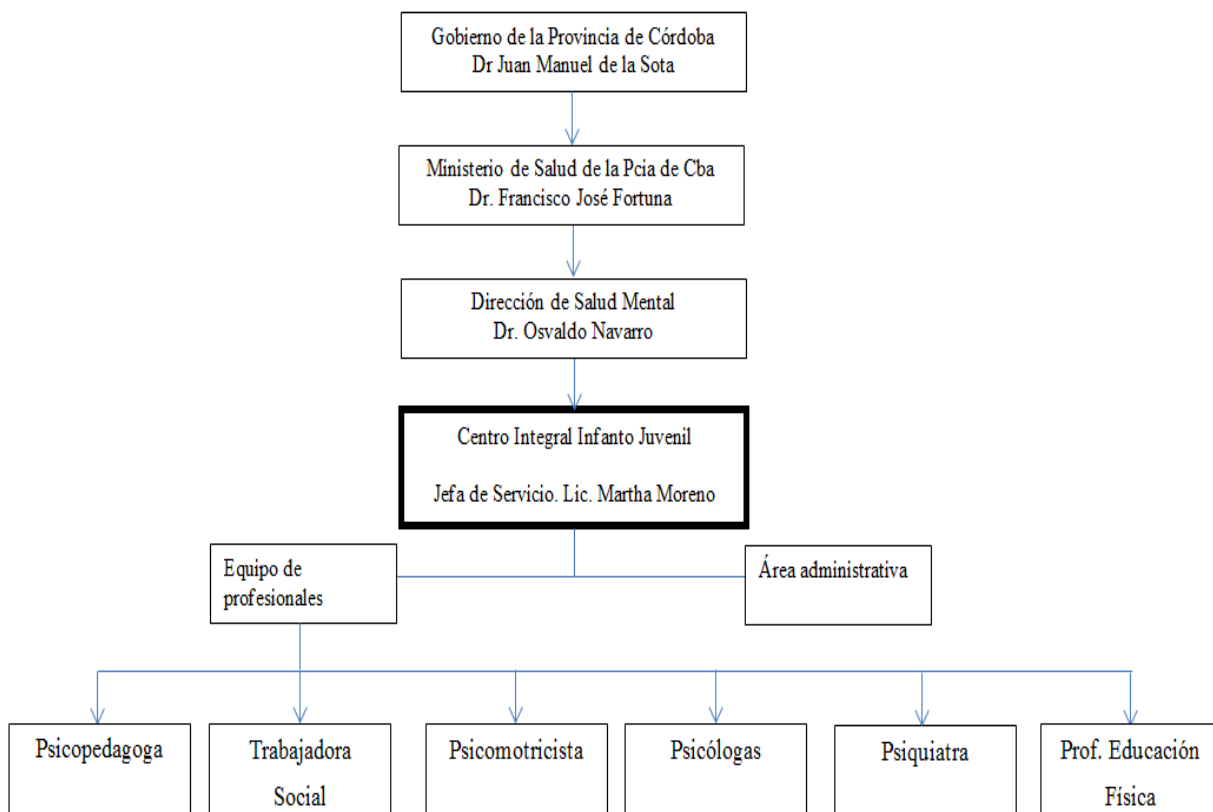 Gobierno de la Provincia de Córdoba
Dr Juan Manuel de la Sota
Ministerio de Salud de la Pcia de Cba
Dr. Francisco José Fortuna
Dirección de Salud Mental
Dr. Osvaldo Navarro
Centro Integral Infanto Juvenil
Jefa de Servicio. Lic. Martha Moreno
Equipo de
profesionales
Área administrativa
Psicopedagoga
Trabajadora
Social
Psicomotricista
Psicólogas
Psiquiatra
Prof. Educación
Física